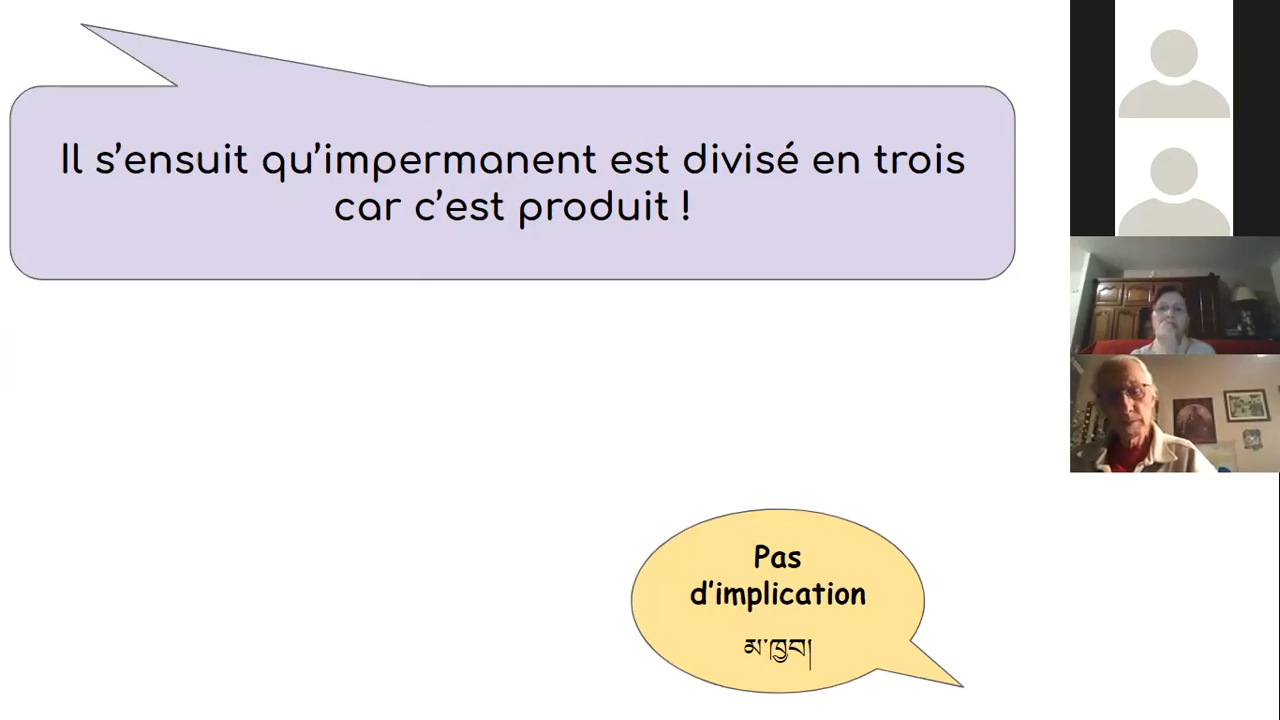 Il s’ensuit qu’impermanent est divisé en trois
car c’est produit !
Pas
d’implication
མ་ཁྱབ།